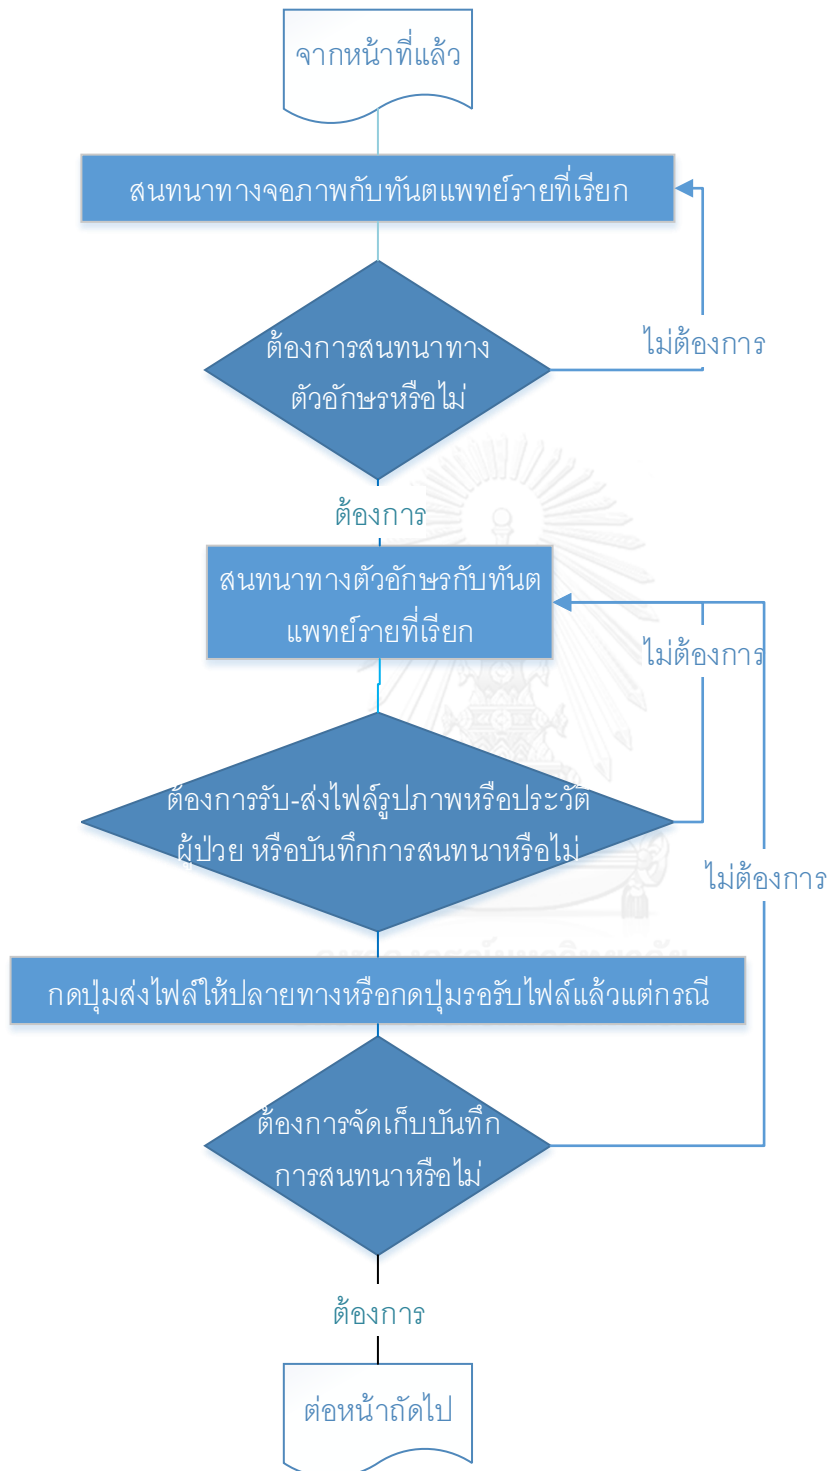 จากหน้าที่แล้ว
สนทนาทางจอภาพกับทันตแพทย์รายที่เรียก
ต้องการสนทนาทาง
ตัวอักษรหรือไม่
ไม่ต้องการ
ต้องการ
สนทนาทางตัวอักษรกับทันต
แพทย์รายที่เรียก
ไม่ต้องการ
ต้องการรับ-ส่งไฟล์รูปภาพหรือประวัติ
ผู้ป่วย หรือบันทึกการสนทนาหรือไม่
ไม่ต้องการ
กดปุ่มส่งไฟล์ให้ปลายทางหรือกดปุ่มรอรับไฟล์แล้วแต่กรณี
ต้องการจัดเก็บบันทึก
การสนทนาหรือไม่
ต้องการ
ต่อหน้าถัดไป